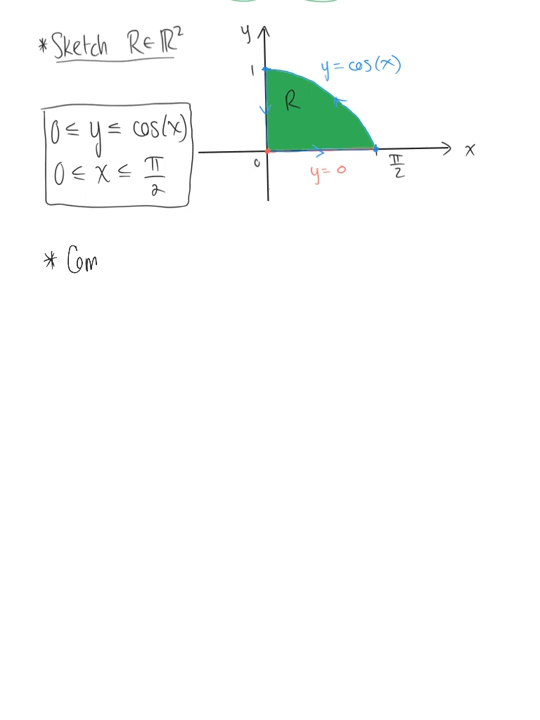 * Sketch R∈ℝ²
0 ≤ y ≤ cos(x)
0 ≤ x ≤ π/2
y
1
y = cos(x)
R
0
y = 0
π/2
x
* Com